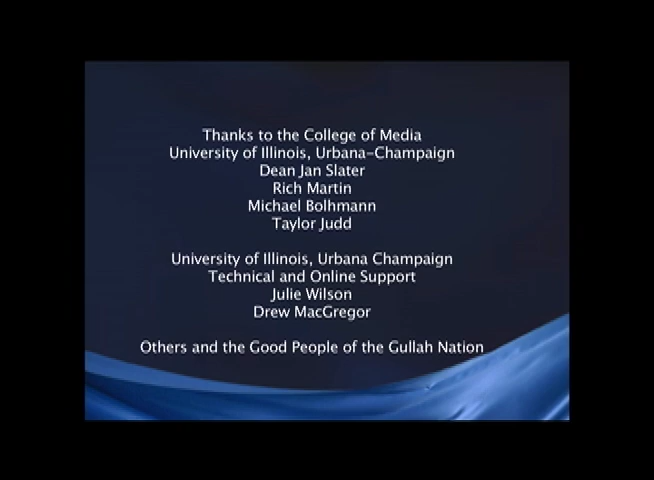 Thanks to the College of Media
University of Illinois, Urbana-Champaign
Dean Jan Slater
Rich Martin
Michael Bolhmann
Taylor Judd
University of Illinois, Urbana Champaign
Technical and Online Support
Julie Wilson
Drew MacGregor
Others and the Good People of the Gullah Nation